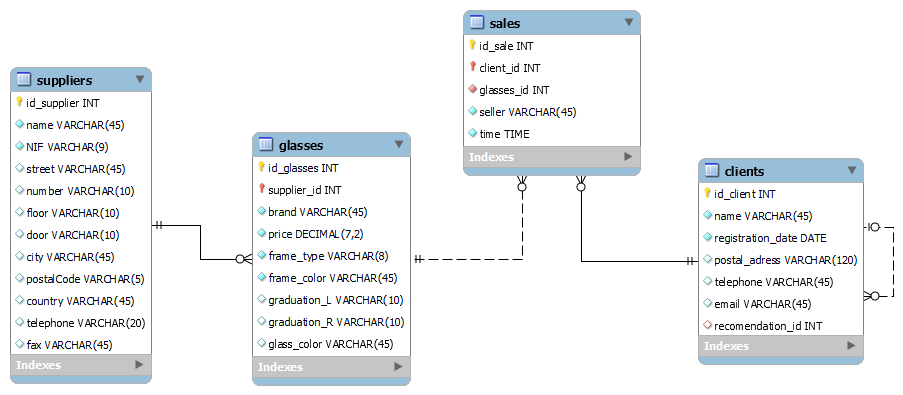 suppliers
id_supplier INT
name VARCHAR(45)
NIF VARCHAR(9)
street VARCHAR(45)
number VARCHAR(10)
floor VARCHAR(10)
door VARCHAR(10)
city VARCHAR(45)
postalCode VARCHAR(5)
country VARCHAR(45)
telephone VARCHAR(20)
fax VARCHAR(45)
Indexes
glasses
id_glasses INT
supplier_id INT
brand VARCHAR(45)
price DECIMAL(7,2)
frame_type VARCHAR(8)
frame_color VARCHAR(45)
graduation_L VARCHAR(10)
graduation_R VARCHAR(10)
glass_color VARCHAR(45)
Indexes
sales
id_sale INT
client_id INT
glasses_id INT
seller VARCHAR(45)
time TIME
Indexes
clients
id_client INT
name VARCHAR(45)
registration_date DATE
postal_adress VARCHAR(120)
telephone VARCHAR(45)
email VARCHAR(45)
recomendation_id INT
Indexes